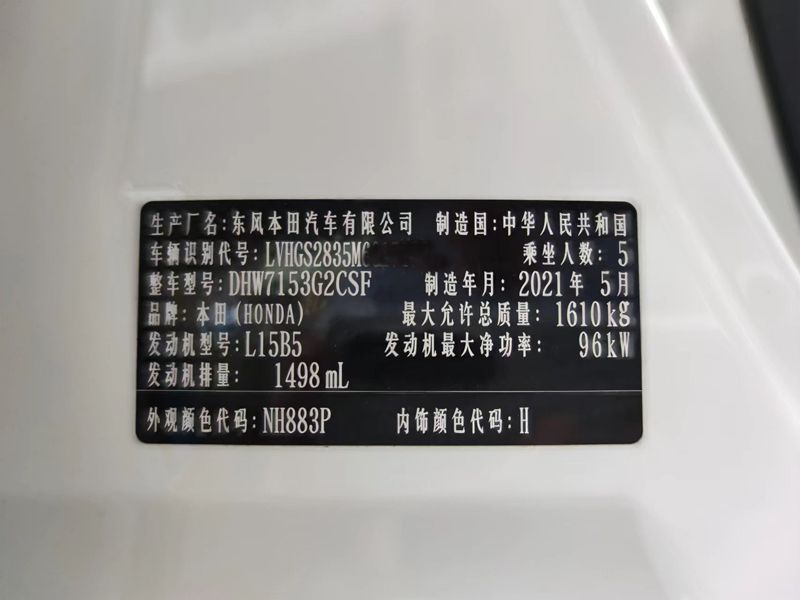 生产厂名:东风本田汽车有限公司 制造国:中华人民共和国
车辆识别代号:LVHGS2835M 乘坐人数:5
整车型号:DHW7153G2CSF 制造年月:2021年 5月
品牌:本田(HONDA) 最大允许总质量:1610kg
发动机型号:L15B5 发动机最大净功率: 96kW
发动机排量: 1498mL
外观颜色代码:NH883P 内饰颜色代码:H